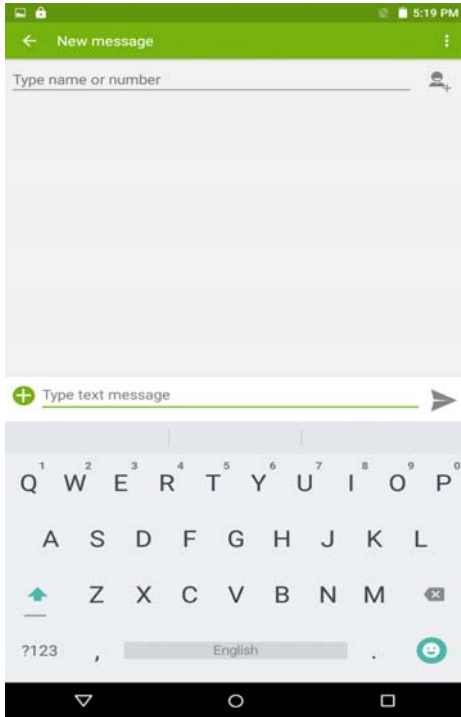 5:19 PM
New message
Type name or number
Type text message
1 2 3 4 5 6 7 8 9 0
Q W E R T Y U I O P
A S D F G H J K L
Z X C V B N M
?123 , English .